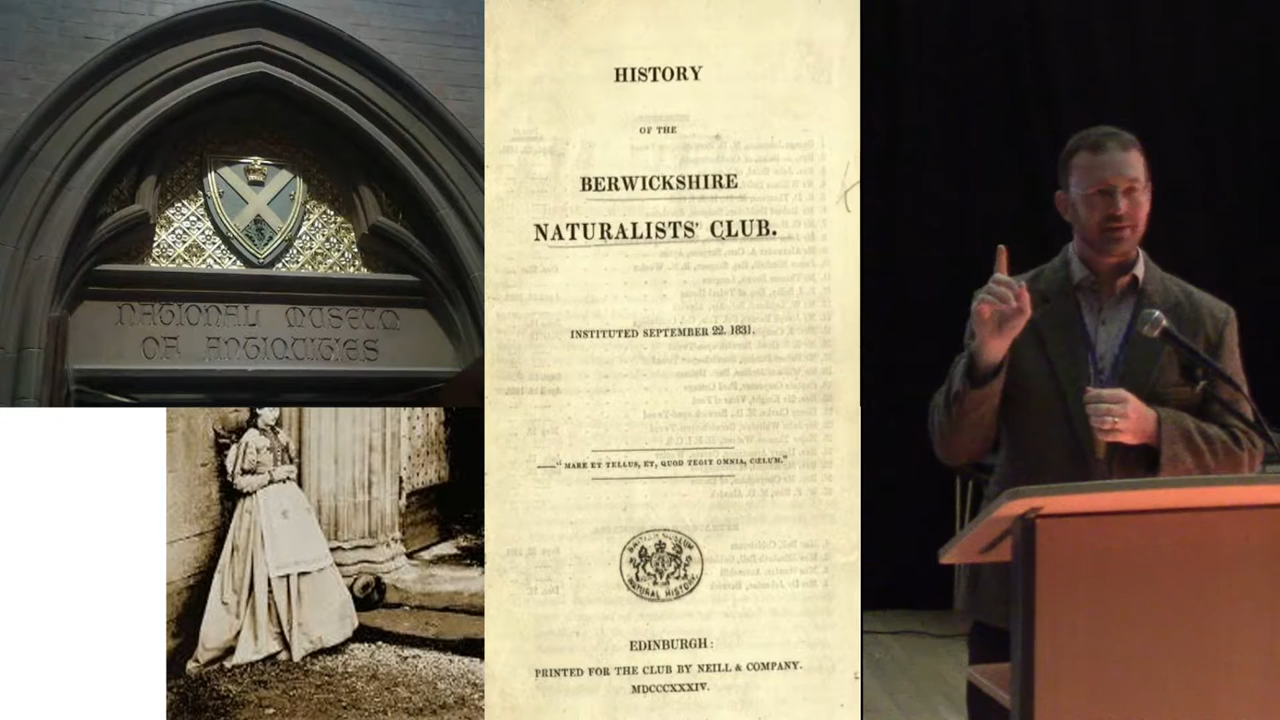 NATIONAL MUSEUM
OF ANTIQUITIES
HISTORY
OF THE
BERWICKSHIRE
NATURALISTS' CLUB.
INSTITUTED SEPTEMBER 22. 1831.
——"MARE ET TELLUS, ET, QUOD TEGIT OMNIA, CŒLUM."
BRITISH MUSEUM
NATURAL HISTORY
EDINBURGH:
PRINTED FOR THE CLUB BY NEILL & COMPANY.
MDCCCXXXIV.